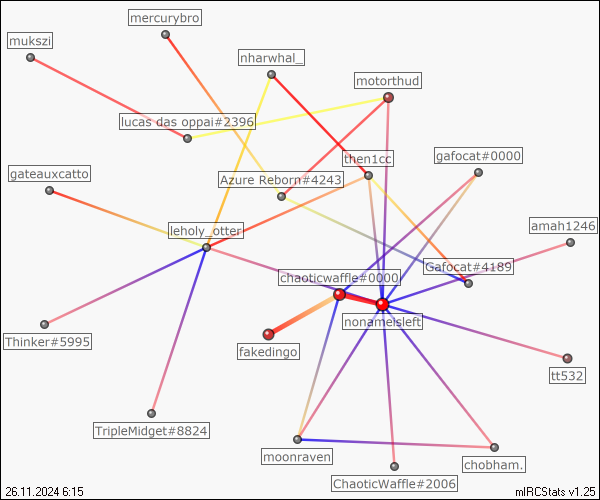 mercurybro
mukszi
nharwhal_
motorthud
lucas das oppai#2396
then1cc
gafocat#0000
gateauxcatto
Azure Reborn#4243
leholy_otter
amah1246
Gafocat#4189
chaoticwaffle#0000
nonameisleft
Thinker#5995
fakedingo
tt532
TripleMidget#8824
moonraven
chobham.
ChaoticWaffle#2006
26.11.2024 6:15
mIRCStats v1.25